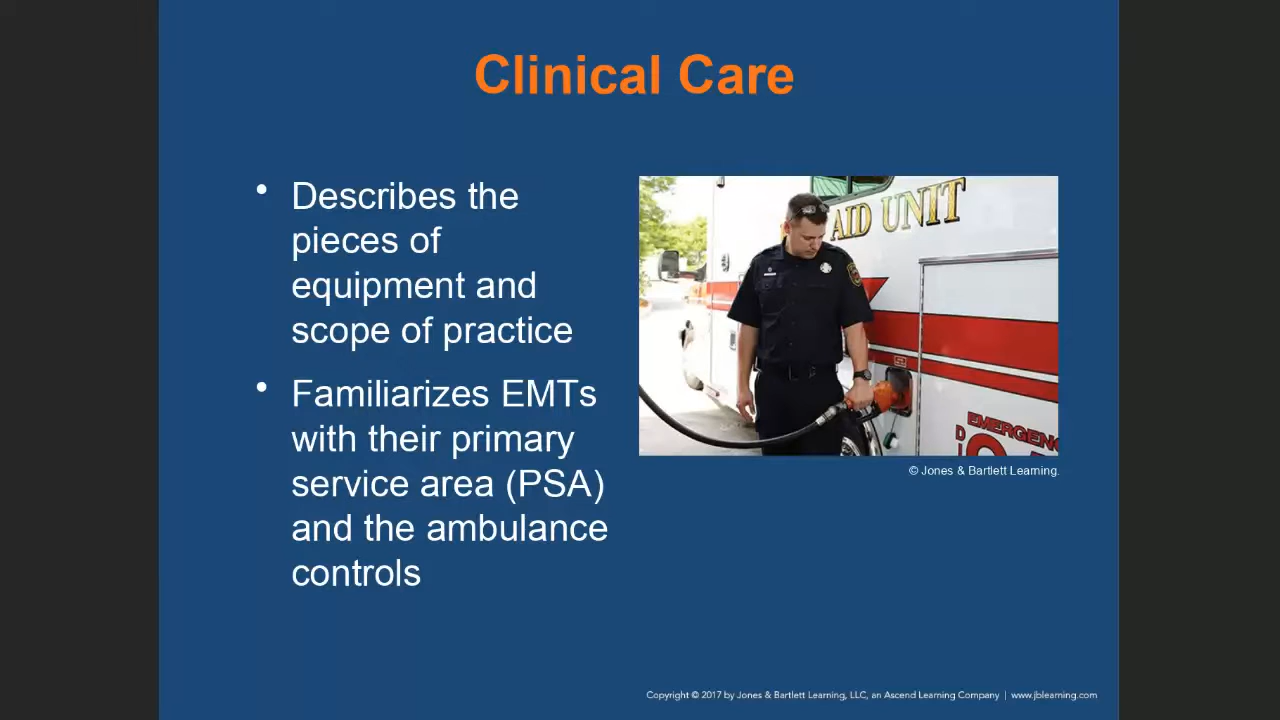 Clinical Care
• Describes the
pieces of
equipment and
scope of practice
• Familiarizes EMTs
with their primary
service area (PSA)
and the ambulance
controls
AID UNIT
© Jones & Bartlett Learning.
Copyright © 2017 by Jones & Bartlett Learning, LLC, an Ascend Learning Company | www.jblearning.com